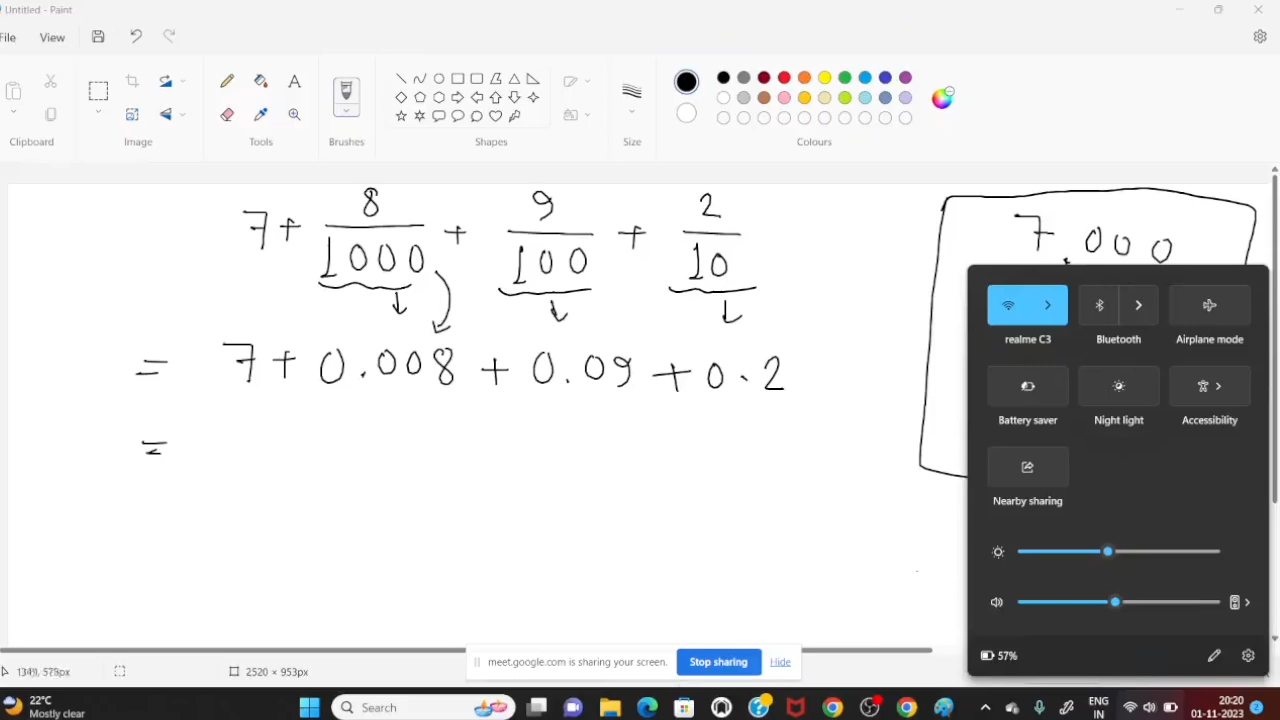 Untitled - Paint
File
View
Clipboard
Image
Tools
Brushes
Shapes
Size
Colours
7 + 8/1000 + 9/100 + 2/10
= 7 + 0.008 + 0.09 + 0.2
=
7.000
realme C3
Bluetooth
Airplane mode
Battery saver
Night light
Accessibility
Nearby sharing
57%
meet.google.com is sharing your screen.
Stop sharing
Hide
2520 × 953px
22°C
Mostly clear
Search
ENG
IN
20:20
01-11-2023
2